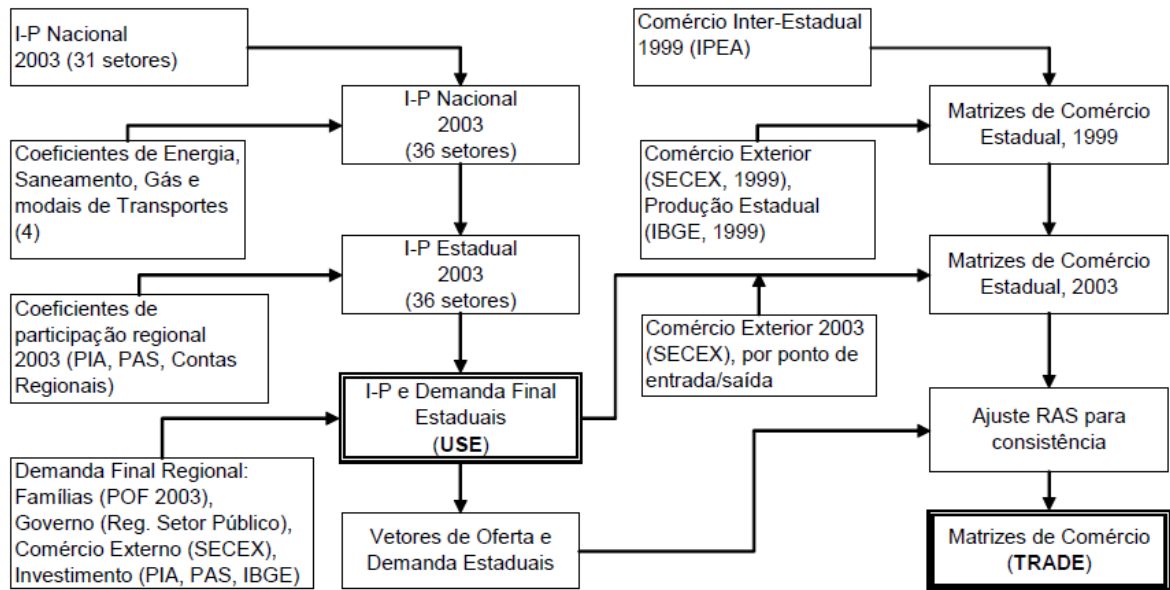 I-P Nacional
2003 (31 setores)
I-P Nacional
2003
(36 setores)
Coeficientes de Energia,
Saneamento, Gás e
modais de Transportes
(4)
I-P Estadual
2003
(36 setores)
Coeficientes de
participação regional
2003 (PIA, PAS, Contas
Regionais)
I-P e Demanda Final
Estaduais
(USE)
Demanda Final Regional:
Famílias (POF 2003),
Governo (Reg. Setor Público),
Comércio Externo (SECEX),
Investimento (PIA, PAS, IBGE)
Vetores de Oferta e
Demanda Estaduais
Comércio Inter-Estadual
1999 (IPEA)
Matrizes de Comércio
Estadual, 1999
Comércio Exterior
(SECEX, 1999),
Produção Estadual
(IBGE, 1999)
Matrizes de Comércio
Estadual, 2003
Comércio Exterior 2003
(SECEX), por ponto de
entrada/saída
Ajuste RAS para
consistência
Matrizes de Comércio
(TRADE)